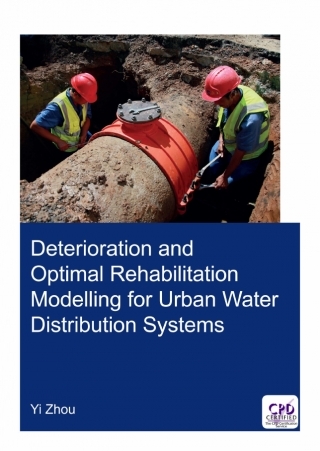 Deterioration and
Optimal Rehabilitation
Modelling for Urban Water
Distribution Systems
Yi Zhou
CPD
CERTIFIED
The CPD Certification
Service